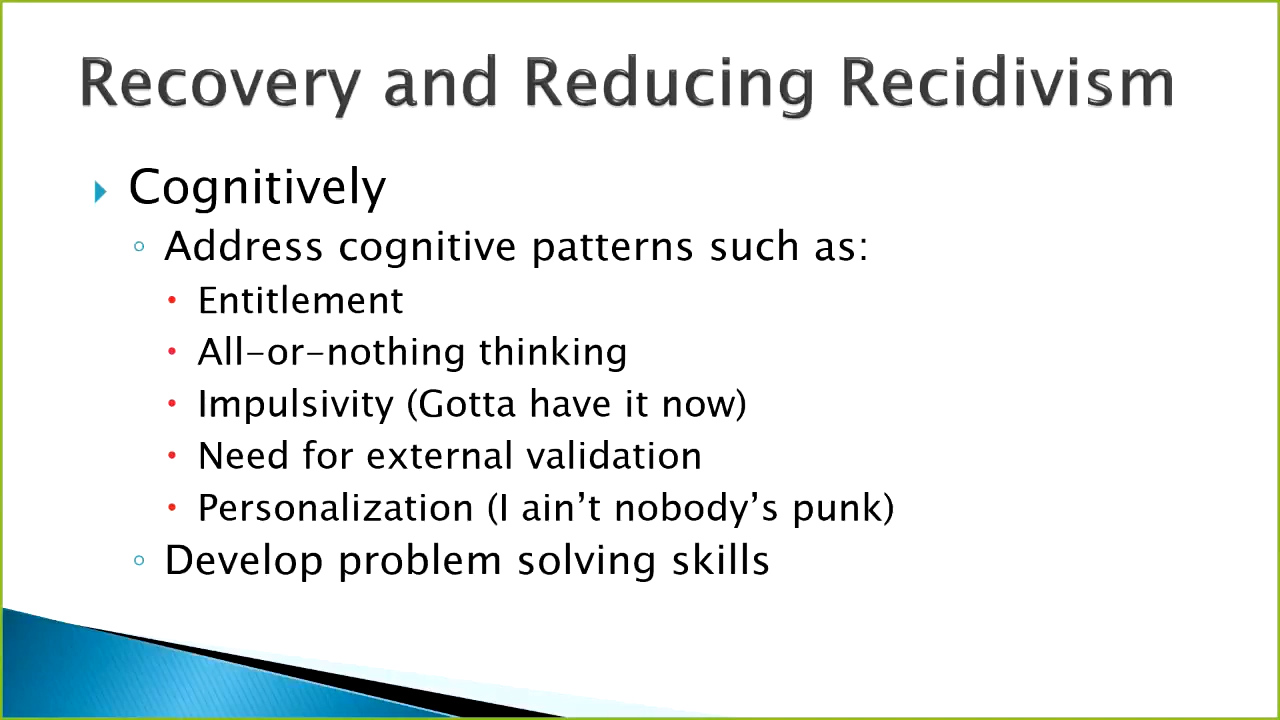 Recovery and Reducing Recidivism
Cognitively
Address cognitive patterns such as:
Entitlement
All-or-nothing thinking
Impulsivity (Gotta have it now)
Need for external validation
Personalization (I ain’t nobody’s punk)
Develop problem solving skills